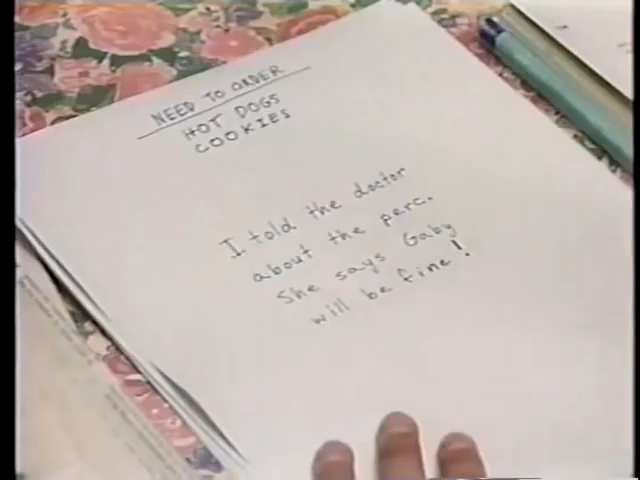 NEED TO ORDER
HOT DOGS
COOKIES
I told the doctor
about the perc.
She says Gaby
will be fine!